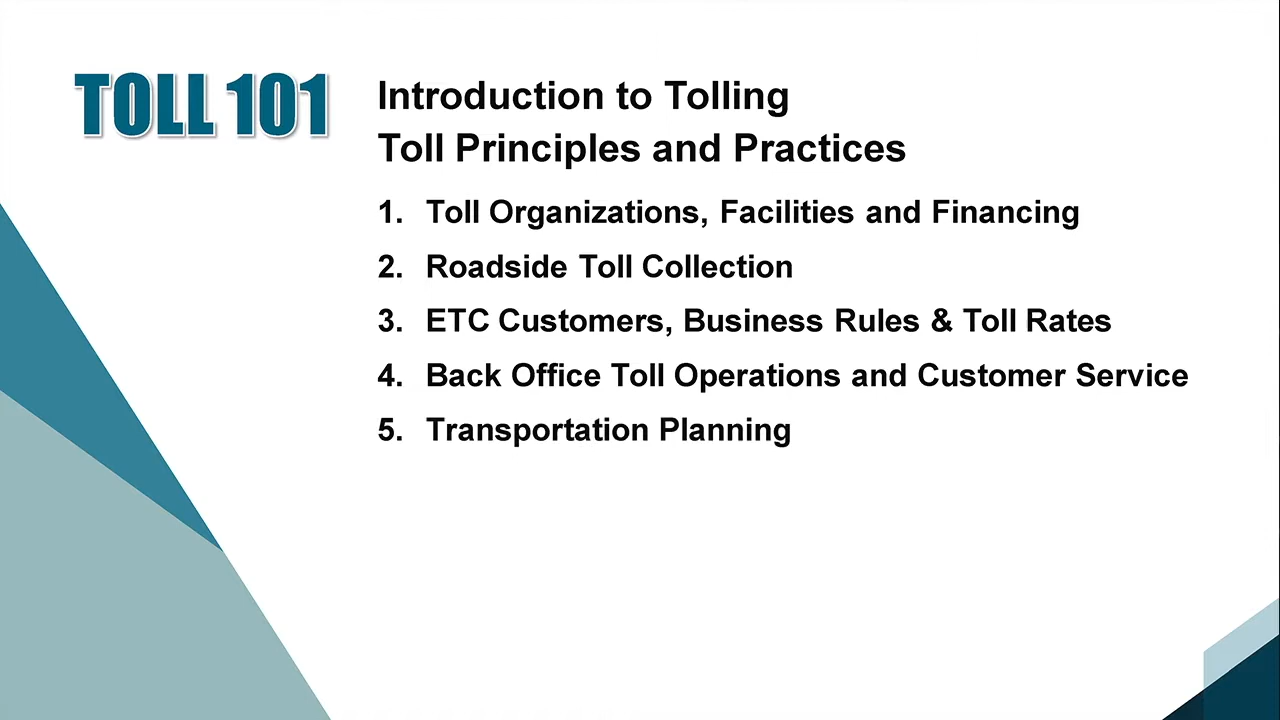 TOLL 101
Introduction to Tolling
Toll Principles and Practices
1. Toll Organizations, Facilities and Financing
2. Roadside Toll Collection
3. ETC Customers, Business Rules & Toll Rates
4. Back Office Toll Operations and Customer Service
5. Transportation Planning